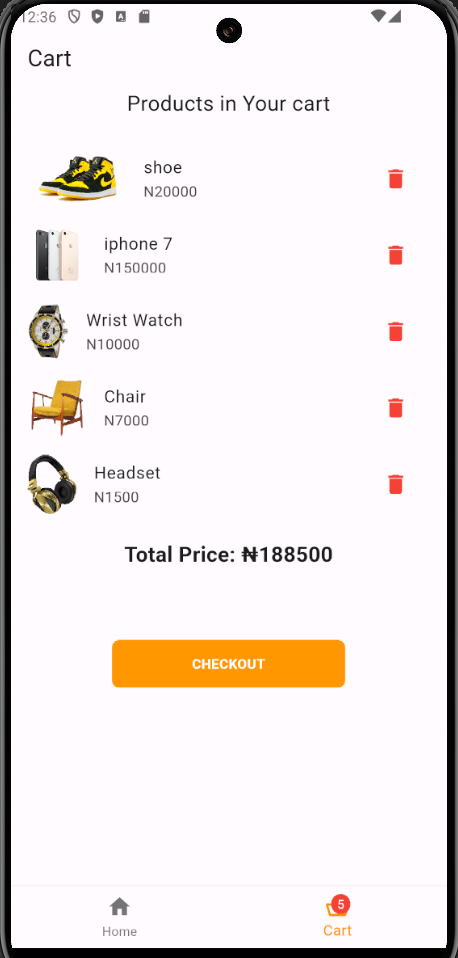 12:36
Cart
Products in Your cart
shoe
N20000
iphone 7
N150000
Wrist Watch
N10000
Chair
N7000
Headset
N1500
Total Price: ₦188500
CHECKOUT
5
Home
Cart